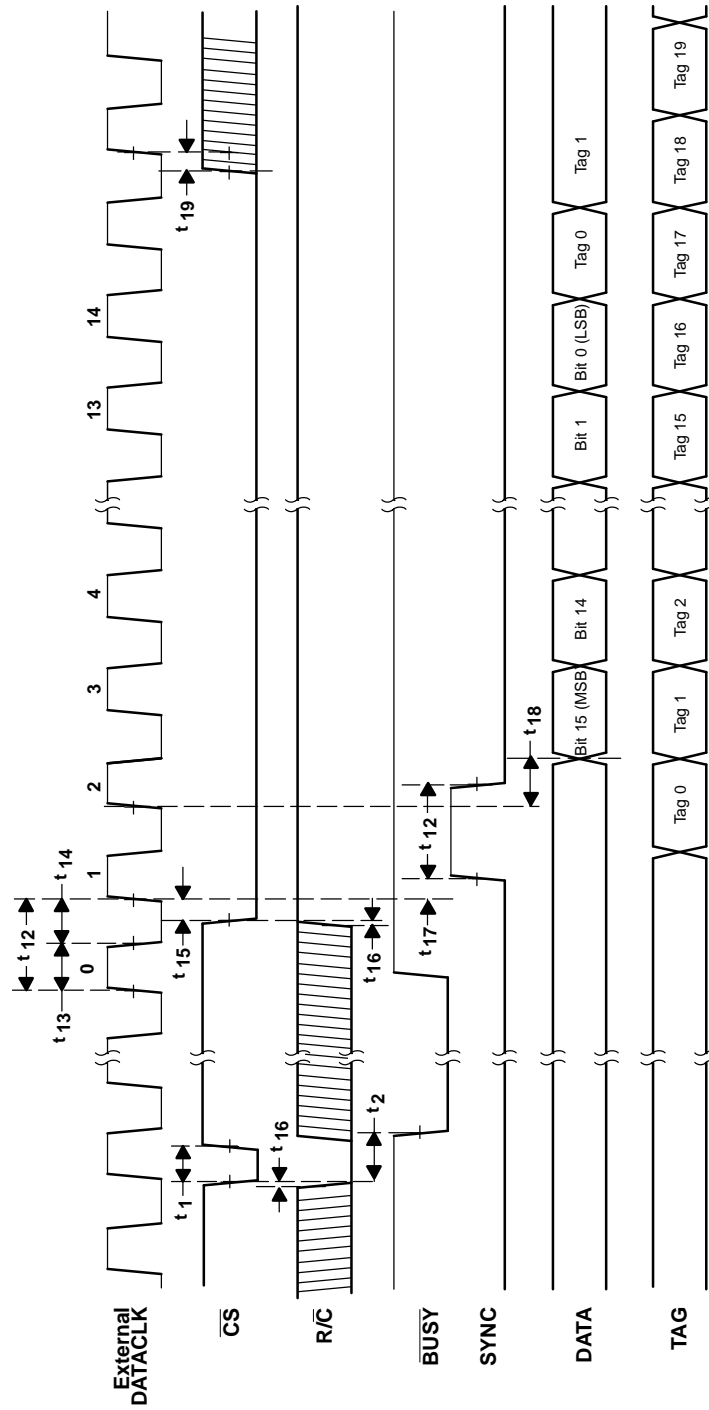 External
DATACLK
0
1
2
3
4
13
14
t12
t13
t14
CS
t1
t15
t19
R/C
t16
t16
BUSY
t2
t17
SYNC
t12
t18
DATA
Bit 15 (MSB)
Bit 14
Bit 1
Bit 0 (LSB)
Tag 0
Tag 1
TAG
Tag 0
Tag 1
Tag 2
Tag 15
Tag 16
Tag 17
Tag 18
Tag 19